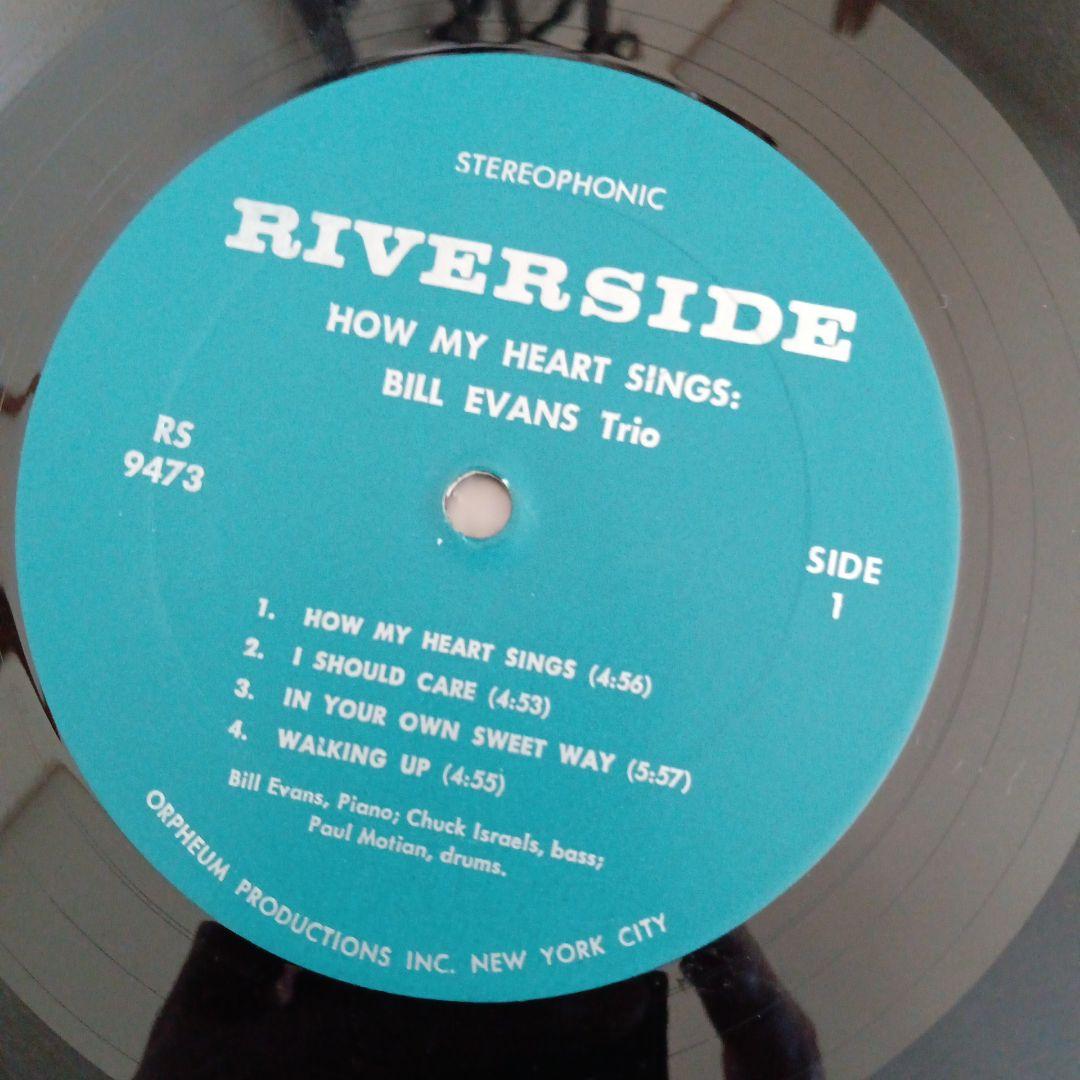 STEREOPHONIC
RIVERSIDE
HOW MY HEART SINGS:
BILL EVANS Trio
RS
9473
SIDE
1
1. HOW MY HEART SINGS (4:56)
2. I SHOULD CARE (4:53)
3. IN YOUR OWN SWEET WAY (5:57)
4. WALKING UP (4:55)
Bill Evans, Piano; Chuck Israels, bass;
Paul Motian, drums.
ORPHEUM PRODUCTIONS INC. NEW YORK CITY